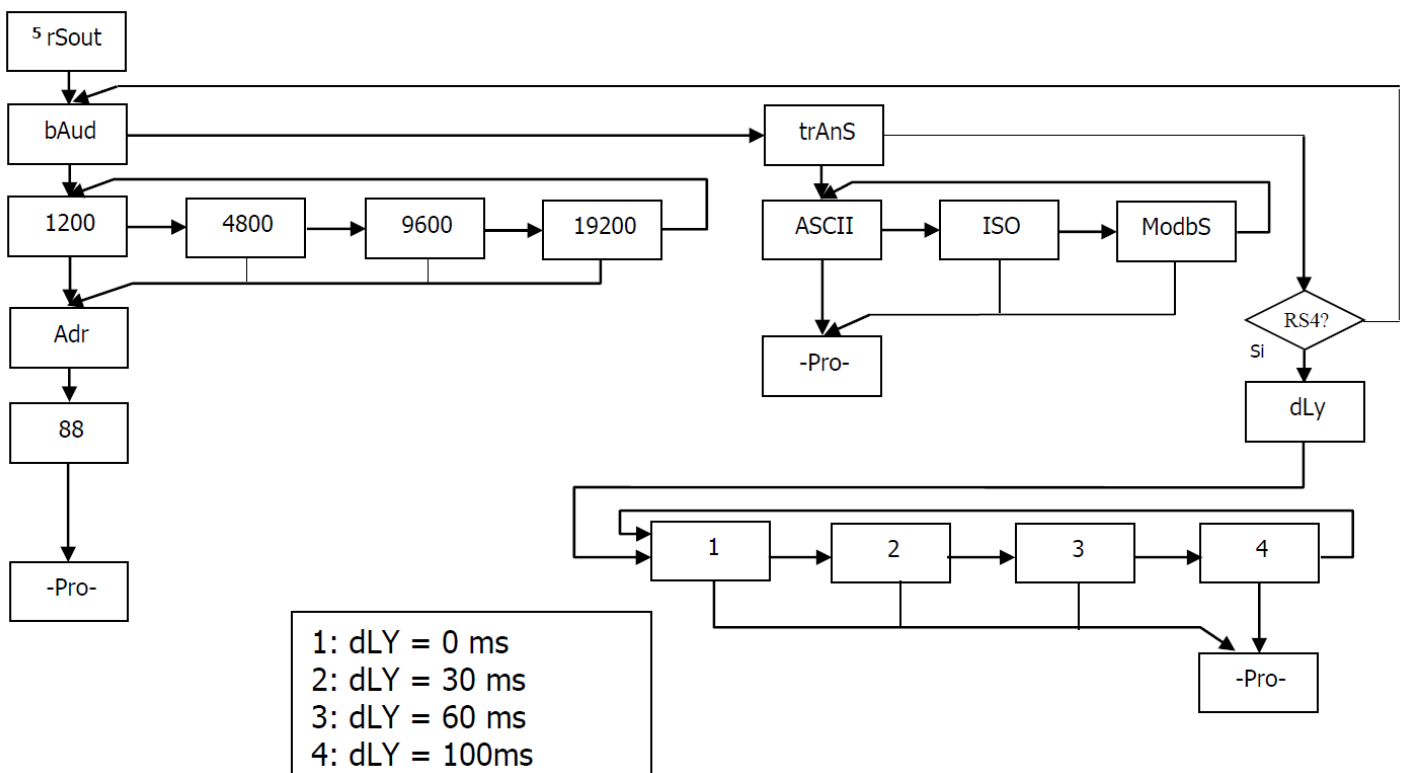 5 rSout
bAud
trAnS
1200
4800
9600
19200
ASCII
ISO
ModbS
Adr
-Pro-
RS4?
Si
88
dLy
1
2
3
4
-Pro-
-Pro-
1: dLY = 0 ms
2: dLY = 30 ms
3: dLY = 60 ms
4: dLY = 100ms